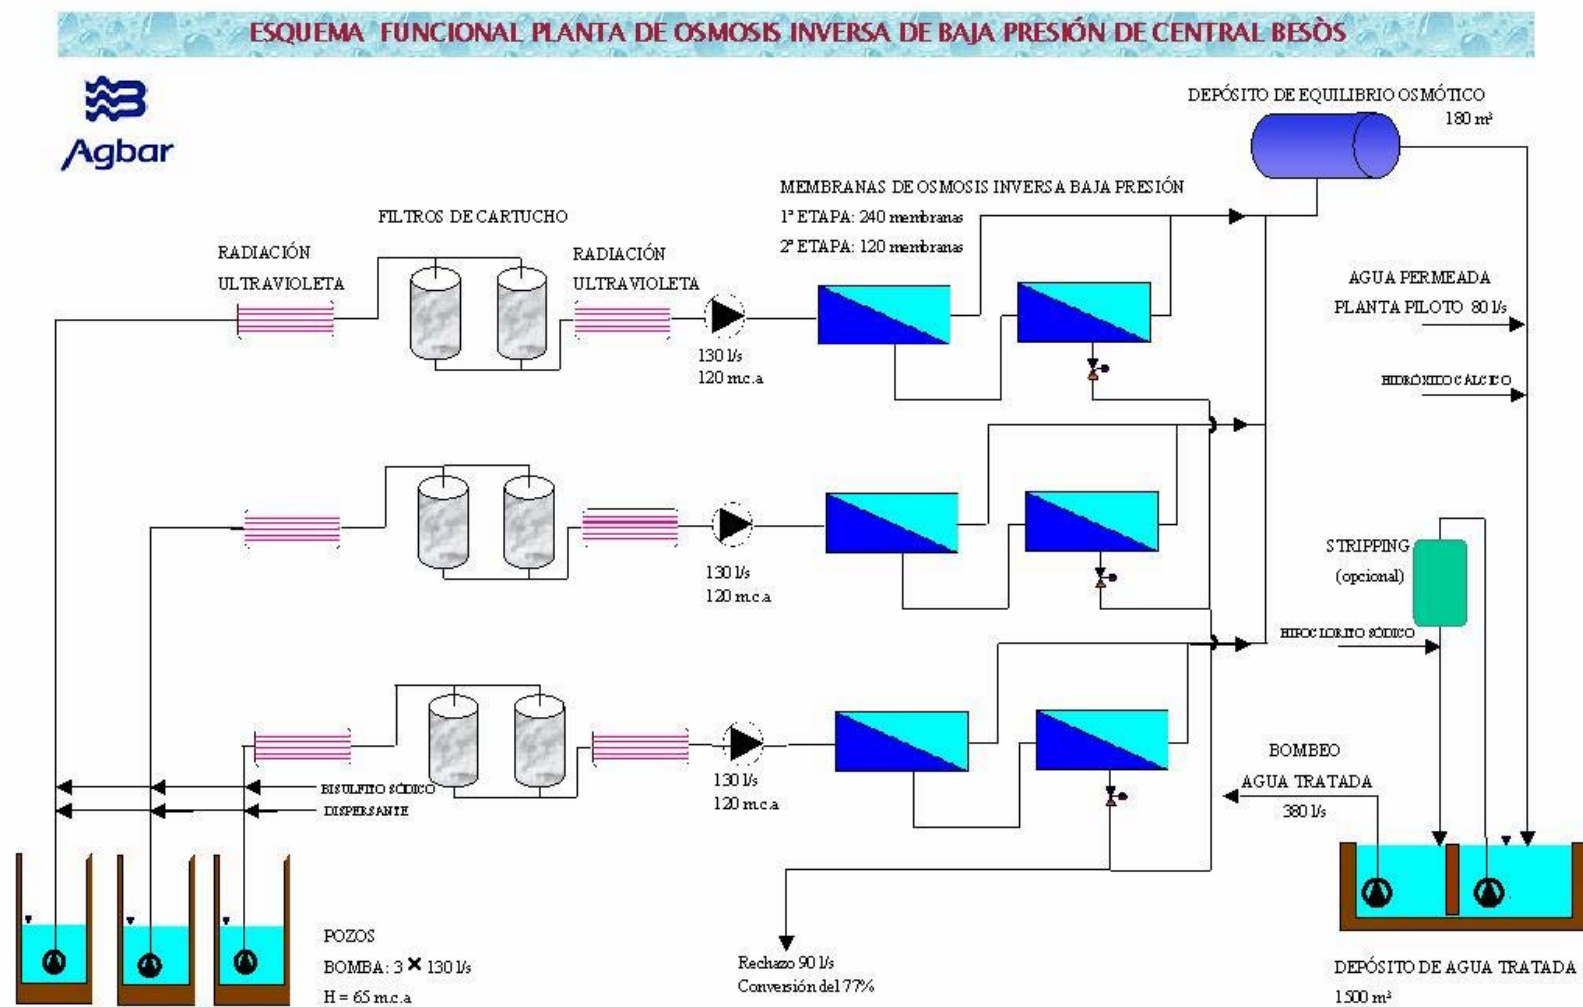 ESQUEMA FUNCIONAL PLANTA DE OSMOSIS INVERSA DE BAJA PRESIÓN DE CENTRAL BESÒS
Agbar
DEPÓSITO DE EQUILIBRIO OSMÓTICO
180 m³
MEMBRANAS DE OSMOSIS INVERSA BAJA PRESIÓN
1ª ETAPA: 240 membranas
2ª ETAPA: 120 membranas
FILTROS DE CARTUCHO
RADIACIÓN
ULTRAVIOLETA
RADIACIÓN
ULTRAVIOLETA
AGUA PERMEADA
PLANTA PILOTO 80 l/s
130 l/s
120 m.c.a
HIDRÓXIDO CÁLCICO
130 l/s
120 m.c.a
STRIPPING
(opcional)
HIPOCLORITO SÓDICO
BISULFITO SÓDICO
DISPERSANTE
130 l/s
120 m.c.a
BOMBEO
AGUA TRATADA
380 l/s
POZOS
BOMBA: 3 × 130 l/s
H = 65 m.c.a
Rechazo 90 l/s
Conversión del 77%
DEPÓSITO DE AGUA TRATADA
1500 m³